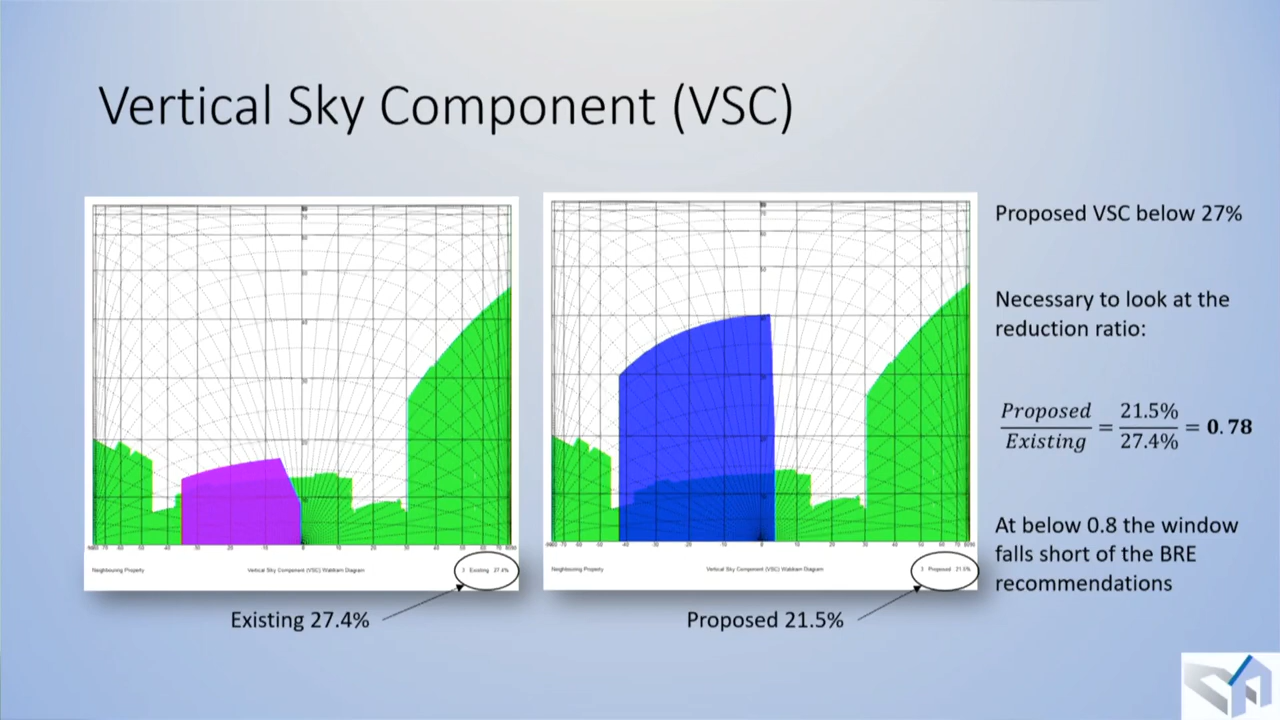 Vertical Sky Component (VSC)
Neighbouring Property
Vertical Sky Component (VSC) Waldram Diagram
3 Existing 27.4%
Existing 27.4%
Neighbouring Property
Vertical Sky Component (VSC) Waldram Diagram
3 Proposed 21.5%
Proposed 21.5%
Proposed VSC below 27%
Necessary to look at the
reduction ratio:
Proposed/Existing = 21.5%/27.4% = 0.78
At below 0.8 the window
falls short of the BRE
recommendations